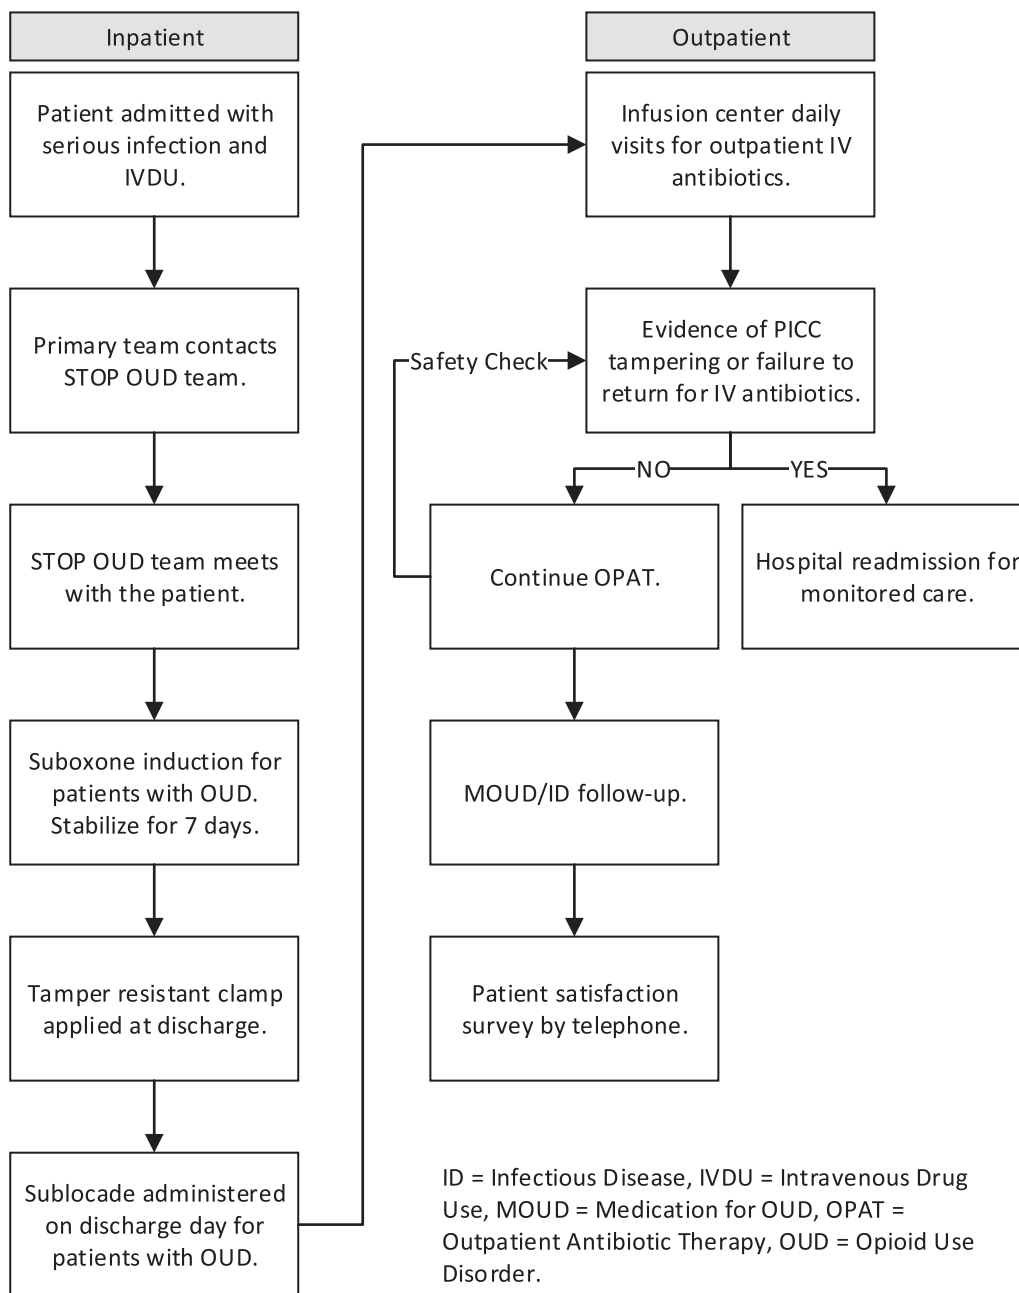 Inpatient
Patient admitted with
serious infection and
IVDU.
Primary team contacts
STOP OUD team.
STOP OUD team meets
with the patient.
Suboxone induction for
patients with OUD.
Stabilize for 7 days.
Tamper resistant clamp
applied at discharge.
Sublocade administered
on discharge day for
patients with OUD.
Outpatient
Infusion center daily
visits for outpatient IV
antibiotics.
Evidence of PICC
tampering or failure to
return for IV antibiotics.
Safety Check
NO
YES
Continue OPAT.
Hospital readmission for
monitored care.
MOUD/ID follow-up.
Patient satisfaction
survey by telephone.
ID = Infectious Disease, IVDU = Intravenous Drug
Use, MOUD = Medication for OUD, OPAT =
Outpatient Antibiotic Therapy, OUD = Opioid Use
Disorder.